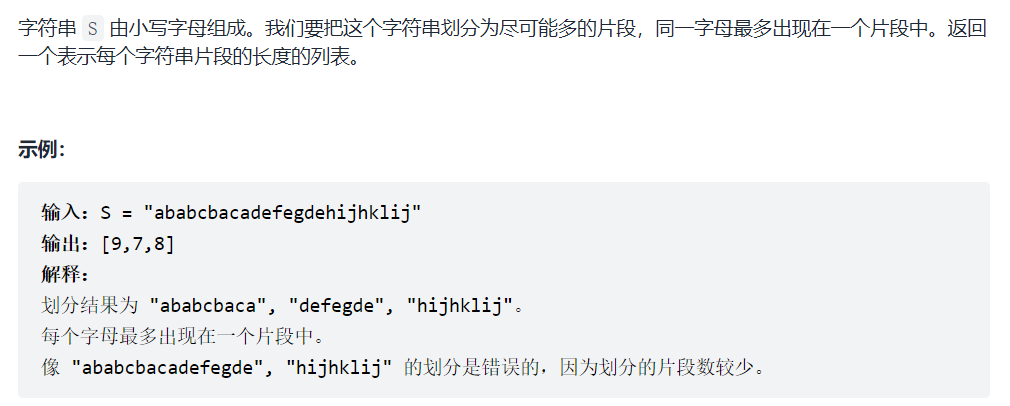 字符串 S 由小写字母组成。我们要把这个字符串划分为尽可能多的片段，同一字母最多出现在一个片段中。返回
一个表示每个字符串片段的长度的列表。
示例：
输入：S = "ababcbacadefegdehijhklij"
输出：[9,7,8]
解释：
划分结果为 "ababcbaca", "defegde", "hijhklij"。
每个字母最多出现在一个片段中。
像 "ababcbacadefegde", "hijhklij" 的划分是错误的，因为划分的片段数较少。